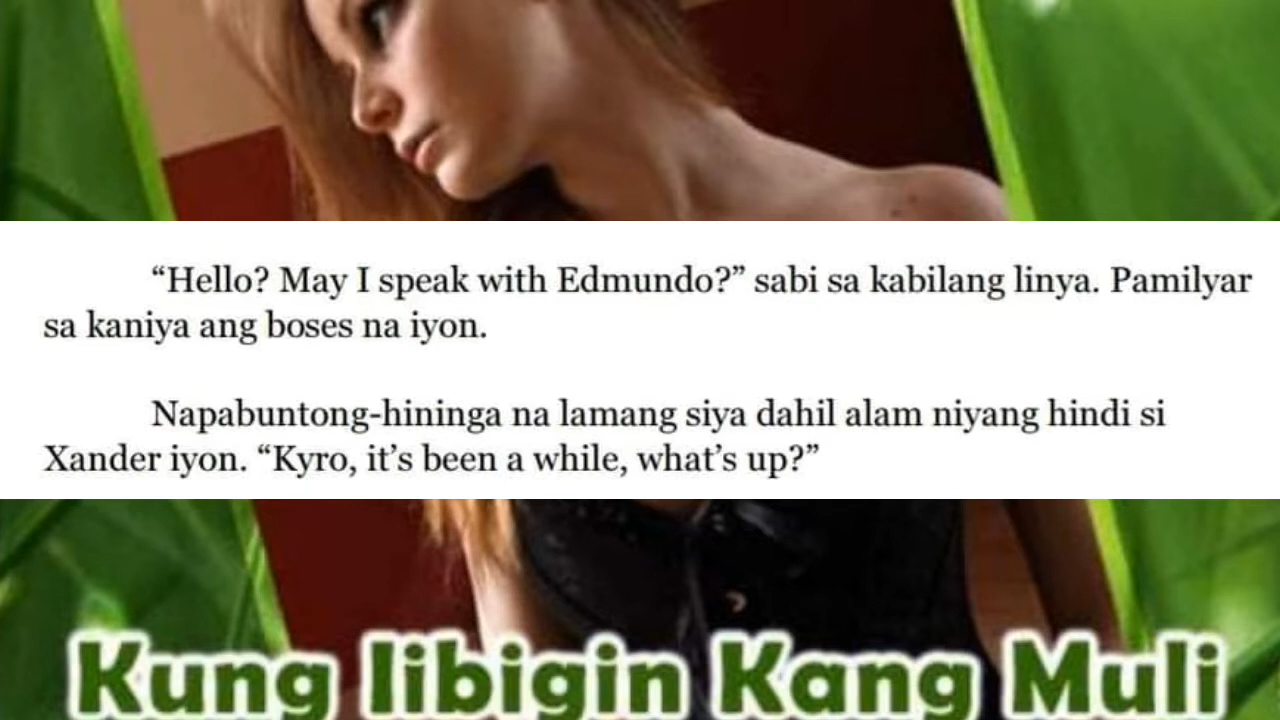 “Hello? May I speak with Edmundo?” sabi sa kabilang linya. Pamilyar
sa kaniya ang boses na iyon.
Napabuntong-hininga na lamang siya dahil alam niyang hindi si
Xander iyon. “Kyro, it’s been a while, what’s up?”
Kung Iibigin Kang Muli